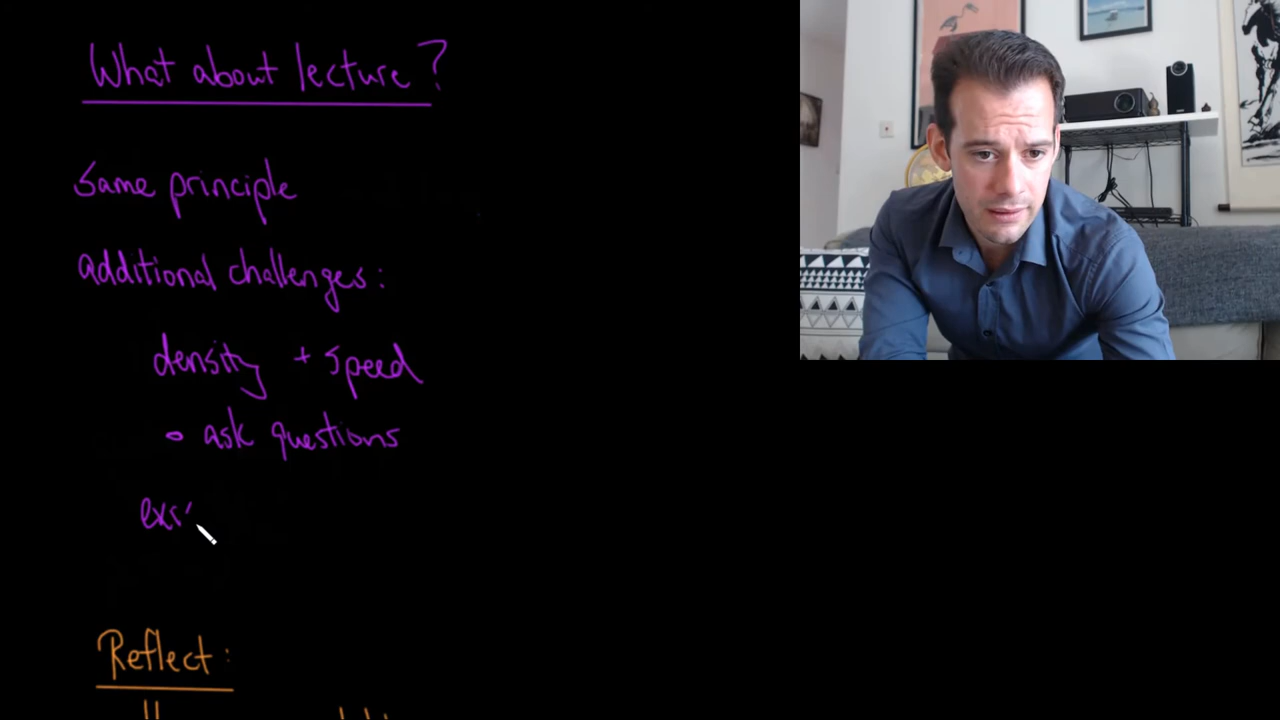 What about lecture?
same principle
additional challenges:
density + speed
• ask questions
Reflect: